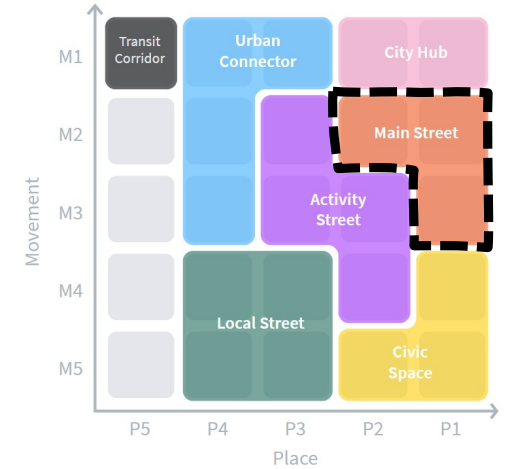 M1
Transit
Corridor
Urban
Connector
City Hub
M2
Main Street
M3
Activity
Street
Movement
M4
Local Street
M5
Civic
Space
P5 P4 P3 P2 P1
Place